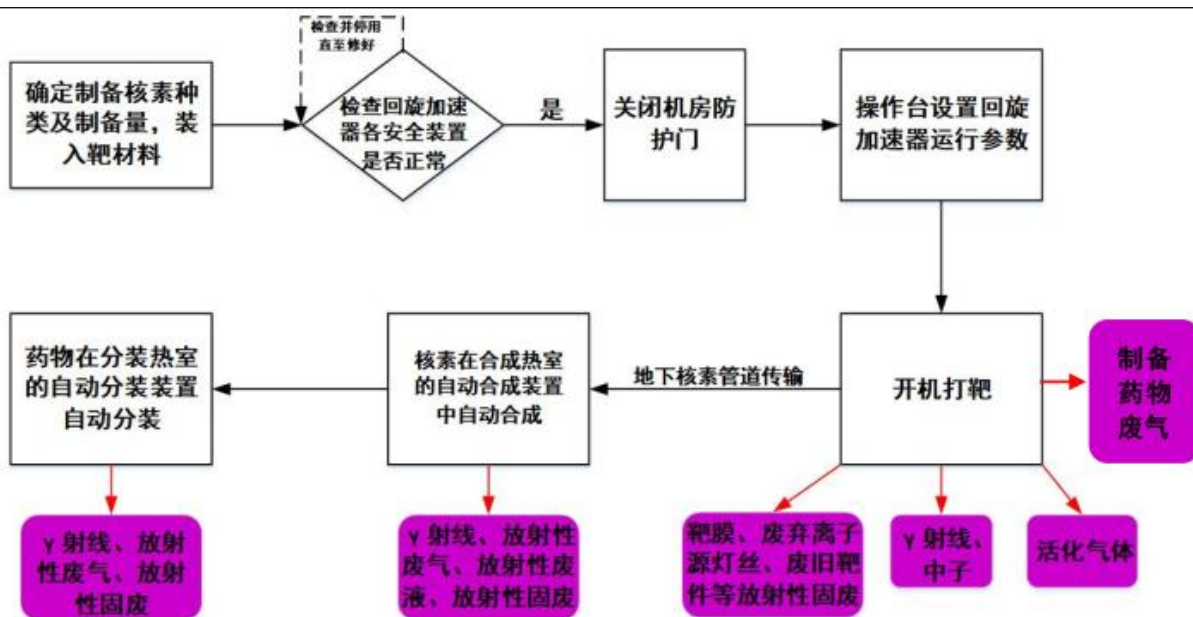 检查并停用
直至修好
确定制备核素种
类及制备量，装
入靶材料
检查回旋加速
器各安全装置
是否正常
是
关闭机房防
护门
操作台设置回旋
加速器运行参数
药物在分装热室
的自动分装装置
自动分装
核素在合成热室
的自动合成装置
中自动合成
地下核素管道传输
开机打靶
制备
药物
废气
γ射线、放射
性废气、放射
性固废
γ射线、放射性
废气、放射性废
液、放射性固废
靶膜、废弃离子
源灯丝、废旧靶
件等放射性固废
γ射线、
中子
活化气体